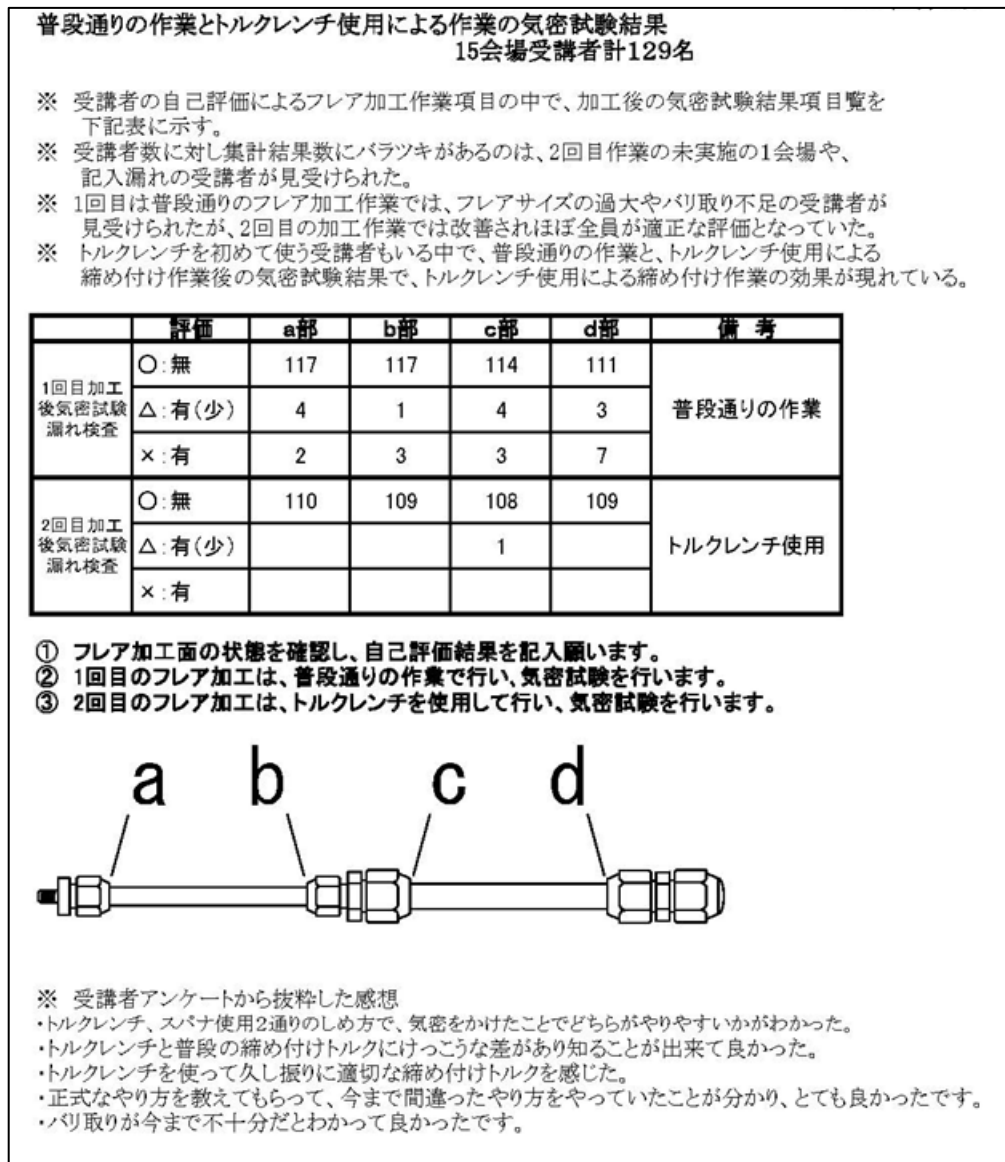 普段通りの作業とトルクレンチ使用による作業の気密試験結果
15会場受講者計129名
※ 受講者の自己評価によるフレア加工作業項目の中で、加工後の気密試験結果項目覧を
下記表に示す。
※ 受講者数に対し集計結果数にバラツキがあるのは、2回目作業の未実施の1会場や、
記入漏れの受講者が見受けられた。
※ 1回目は普段通りのフレア加工作業では、フレアサイズの過大やバリ取り不足の受講者が
見受けられたが、2回目の加工作業では改善されほぼ全員が適正な評価となっていた。
※ トルクレンチを初めて使う受講者もいる中で、普段通りの作業と、トルクレンチ使用による
締め付け作業後の気密試験結果で、トルクレンチ使用による締め付け作業の効果が現れている。
評価 a部 b部 c部 d部 備 考
1回目加工後気密試験漏れ検査 ○:無 117 117 114 111 普段通りの作業
△:有(少) 4 1 4 3
×:有 2 3 3 7
2回目加工後気密試験漏れ検査 ○:無 110 109 108 109 トルクレンチ使用
△:有(少) 1
×:有
① フレア加工面の状態を確認し、自己評価結果を記入願います。
② 1回目のフレア加工は、普段通りの作業で行い、気密試験を行います。
③ 2回目のフレア加工は、トルクレンチを使用して行い、気密試験を行います。
a b c d
※ 受講者アンケートから抜粋した感想
・トルクレンチ、スパナ使用2通りのしめ方で、気密をかけたことでどちらがやりやすいかがわかった。
・トルクレンチと普段の締め付けトルクにけっこうな差があり知ることが出来て良かった。
・トルクレンチを使って久し振りに適切な締め付けトルクを感じた。
・正式なやり方を教えてもらって、今まで間違ったやり方をやっていたことが分かり、とても良かったです。
・バリ取りが今まで不十分だとわかって良かったです。